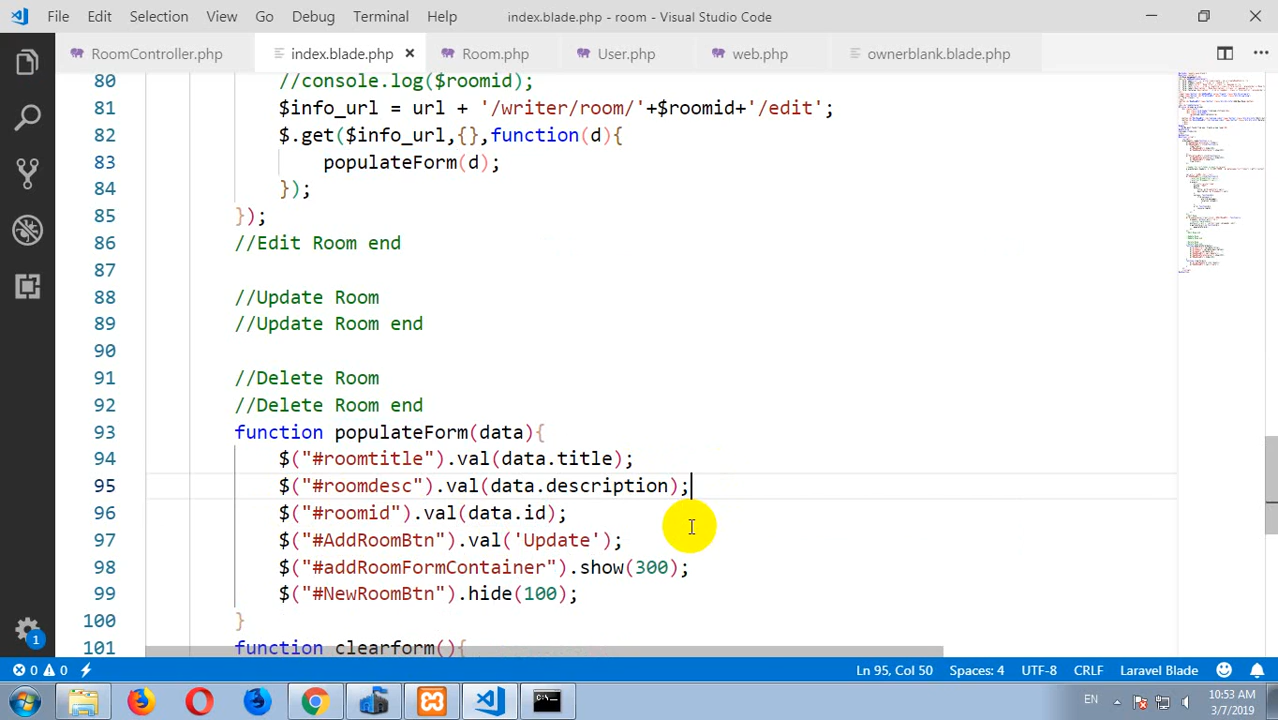 File Edit Selection View Go Debug Terminal Help index.blade.php - room - Visual Studio Code
RoomController.php index.blade.php × Room.php User.php web.php ownerblank.blade.php
80 //console.log($roomid);
81 $info_url = url + '/writer/room/'+$roomid+'/edit';
82 $.get($info_url,{},function(d){
83 populateForm(d);
84 });
85 });
86 //Edit Room end
87
88 //Update Room
89 //Update Room end
90
91 //Delete Room
92 //Delete Room end
93 function populateForm(data){
94 $("#roomtitle").val(data.title);
95 $("#roomdesc").val(data.description);
96 $("#roomid").val(data.id);
97 $("#AddRoomBtn").val('Update');
98 $("#addRoomFormContainer").show(300);
99 $("#NewRoomBtn").hide(100);
100 }
101 function clearform(){
1
0 0 Ln 95, Col 50 Spaces: 4 UTF-8 CRLF Laravel Blade
EN 10:53 AM
3/7/2019